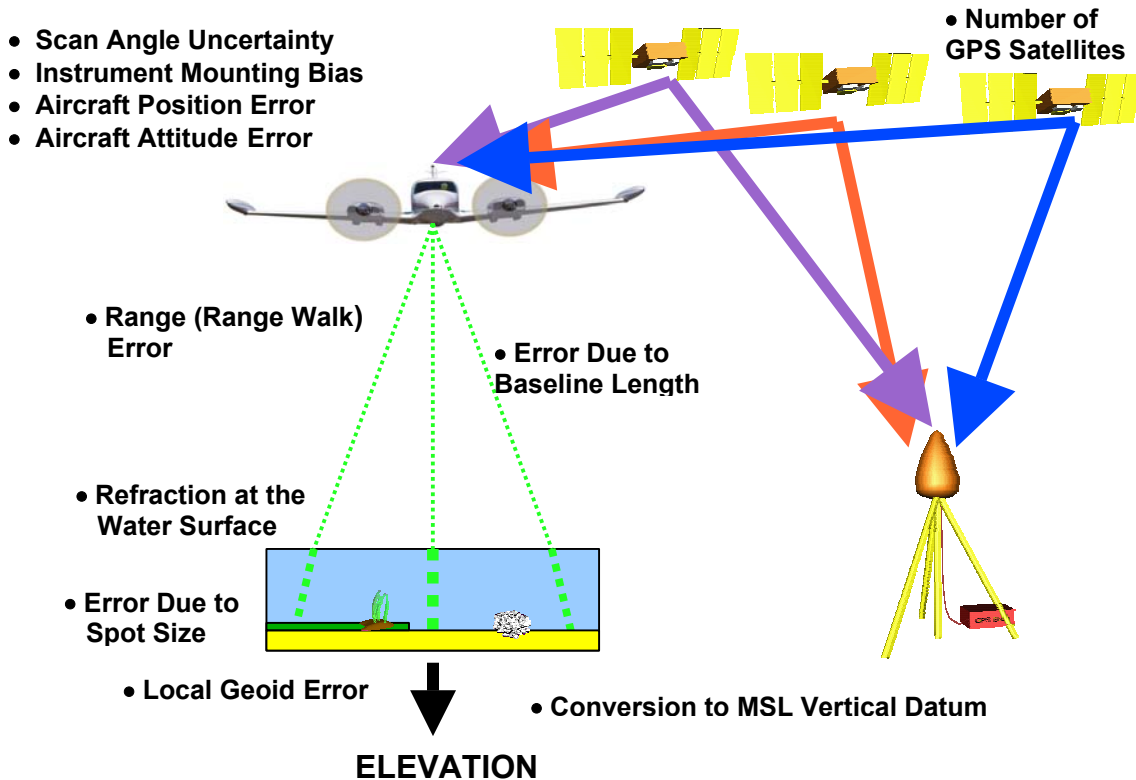 • Scan Angle Uncertainty
• Instrument Mounting Bias
• Aircraft Position Error
• Aircraft Attitude Error
• Number of
GPS Satellites
• Range (Range Walk)
Error
• Error Due to
Baseline Length
• Refraction at the
Water Surface
• Error Due to
Spot Size
• Local Geoid Error
• Conversion to MSL Vertical Datum
ELEVATION